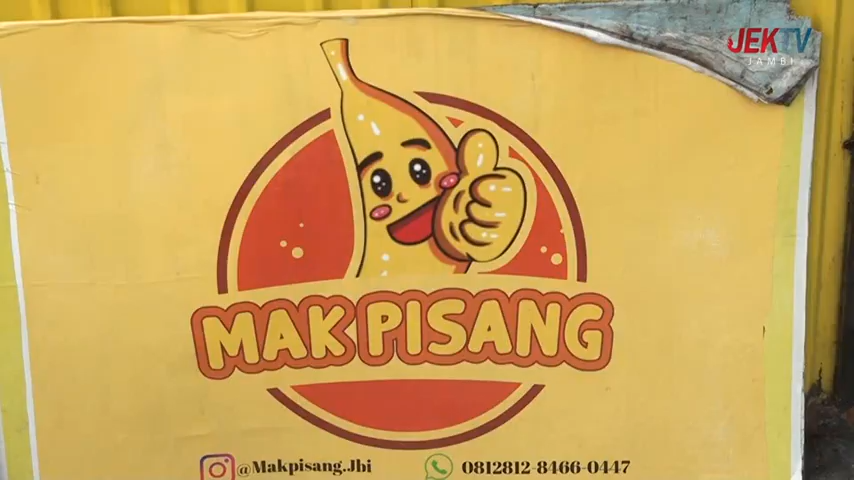 JEKTV
JAMBI
MAK PISANG
@Makpisang.Jbi
0812812-8466-0447